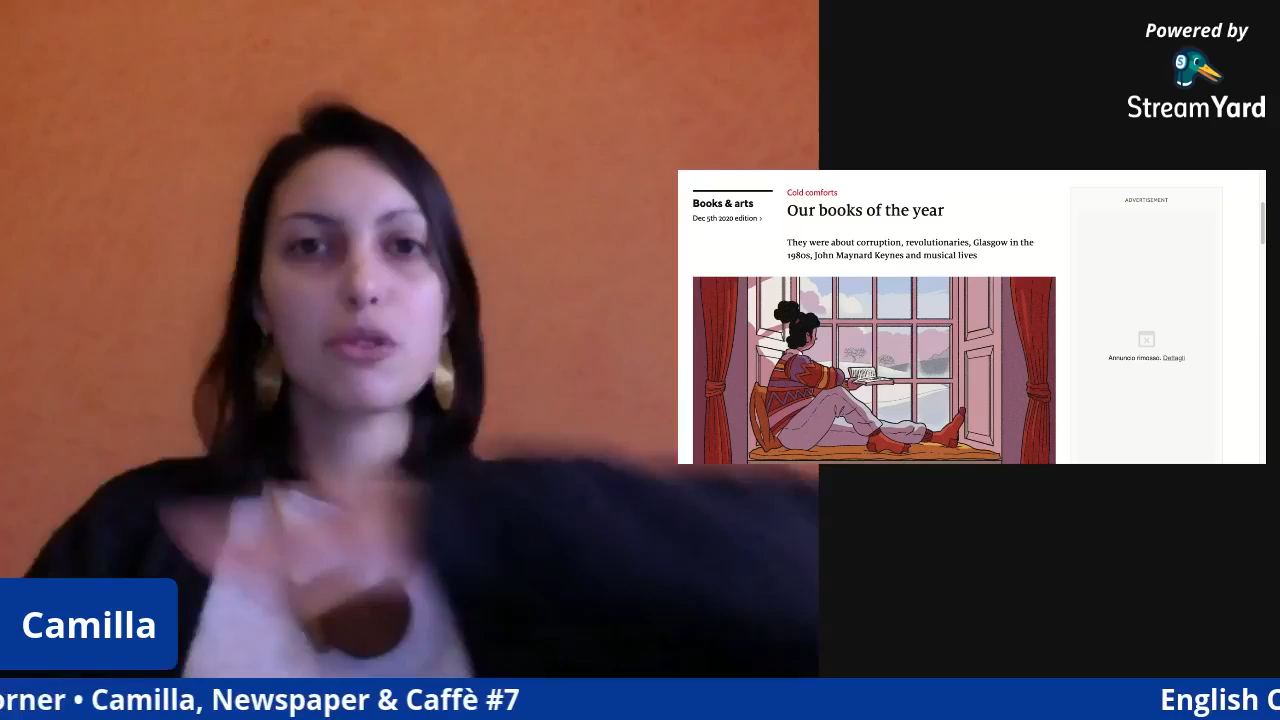 Powered by
StreamYard
Books & arts
Dec 5th 2020 edition ›
Cold comforts
Our books of the year
They were about corruption, revolutionaries, Glasgow in the
1980s, John Maynard Keynes and musical lives
ADVERTISEMENT
Annuncio rimosso. Dettagli
Camilla
orner • Camilla, Newspaper & Caffè #7
English C